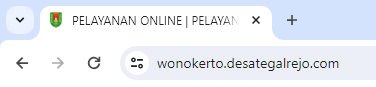 PELAYANAN ONLINE | PELAYAN
wonokerto.desategalrejo.com